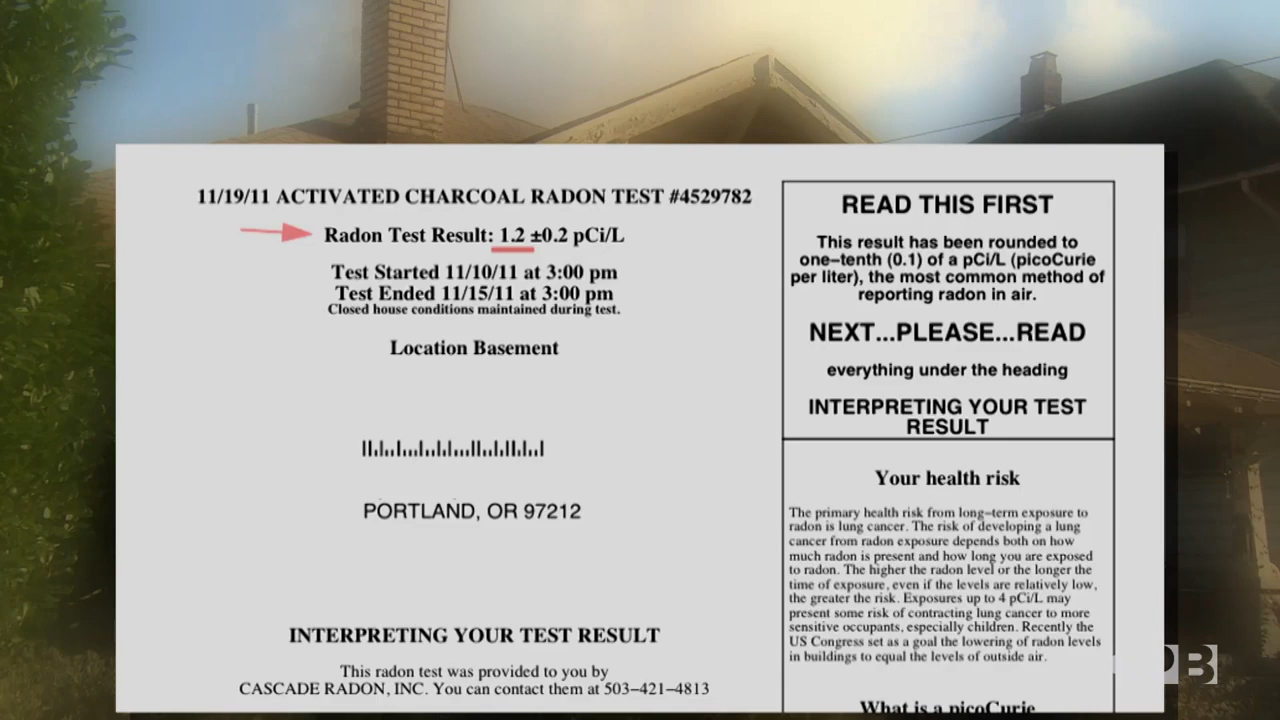 11/19/11 ACTIVATED CHARCOAL RADON TEST #4529782
Radon Test Result: 1.2 ±0.2 pCi/L
Test Started 11/10/11 at 3:00 pm
Test Ended 11/15/11 at 3:00 pm
Closed house conditions maintained during test.
Location Basement
PORTLAND, OR 97212
INTERPRETING YOUR TEST RESULT
This radon test was provided to you by
CASCADE RADON, INC. You can contact them at 503–421–4813
READ THIS FIRST
This result has been rounded to
one–tenth (0.1) of a pCi/L (picoCurie
per liter), the most common method of
reporting radon in air.
NEXT...PLEASE...READ
everything under the heading
INTERPRETING YOUR TEST
RESULT
Your health risk
The primary health risk from long–term exposure to
radon is lung cancer. The risk of developing a lung
cancer from radon exposure depends both on how
much radon is present and how long you are exposed
to radon. The higher the radon level or the longer the
time of exposure, even if the levels are relatively low,
the greater the risk. Exposures up to 4 pCi/L may
present some risk of contracting lung cancer to more
sensitive occupants, especially children. Recently the
US Congress set as a goal the lowering of radon levels
in buildings to equal the levels of outside air.
What is a picoCurie